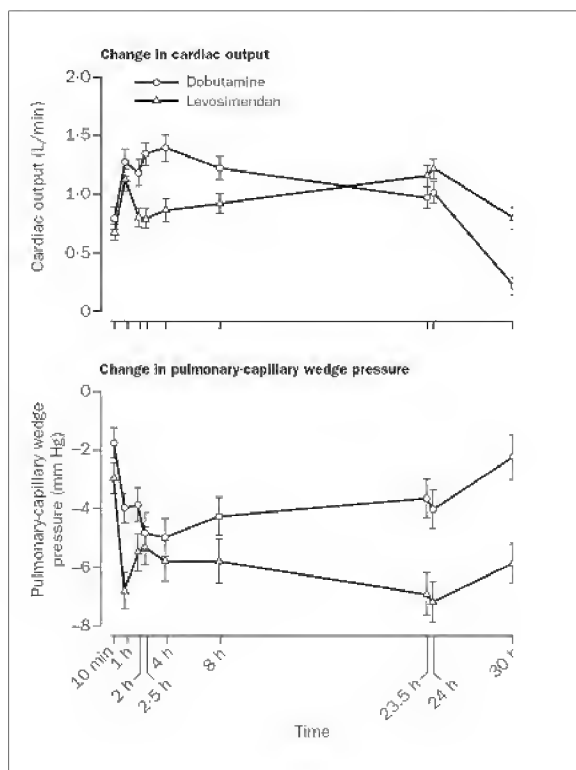 Change in cardiac output
Dobutamine
Levosimendan
Cardiac output (L/min)
2·0
1·5
1·0
0·5
0
Change in pulmonary-capillary wedge pressure
Pulmonary-capillary wedge
pressure (mm Hg)
0
–2
–4
–6
–8
10 min
1 h
2 h
2·5 h
4 h
8 h
23.5 h
24 h
30 h
Time